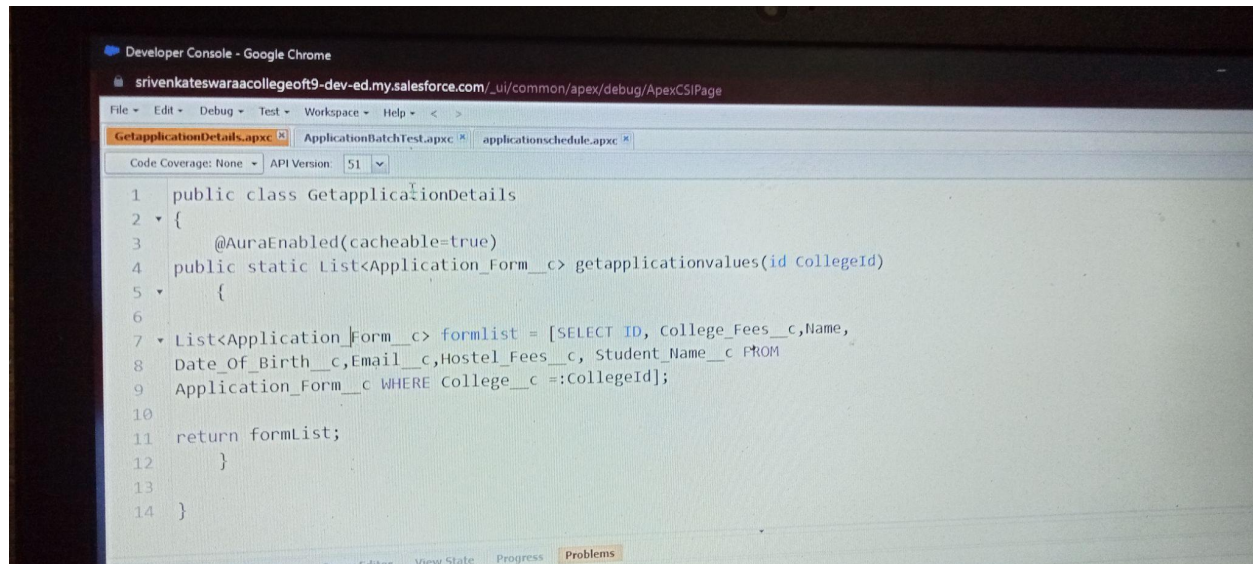 Developer Console - Google Chrome
srivenkateswaraacollegeoft9-dev-ed.my.salesforce.com/_ui/common/apex/debug/ApexCSIPage
File Edit Debug Test Workspace Help < >
GetapplicationDetails.apxc ApplicationBatchTest.apxc applicationschedule.apxc
Code Coverage: None API Version: 51
1 public class GetapplicationDetails
2 {
3 @AuraEnabled(cacheable=true)
4 public static List<Application_Form__c> getapplicationvalues(id CollegeId)
5 {
6
7 List<Application_Form__c> formlist = [SELECT ID, College_Fees__c,Name,
8 Date_Of_Birth__c,Email__c,Hostel_Fees__c, Student_Name__c FROM
9 Application_Form__c WHERE College__c =:CollegeId];
10
11 return formList;
12 }
13
14 }
View State Progress Problems